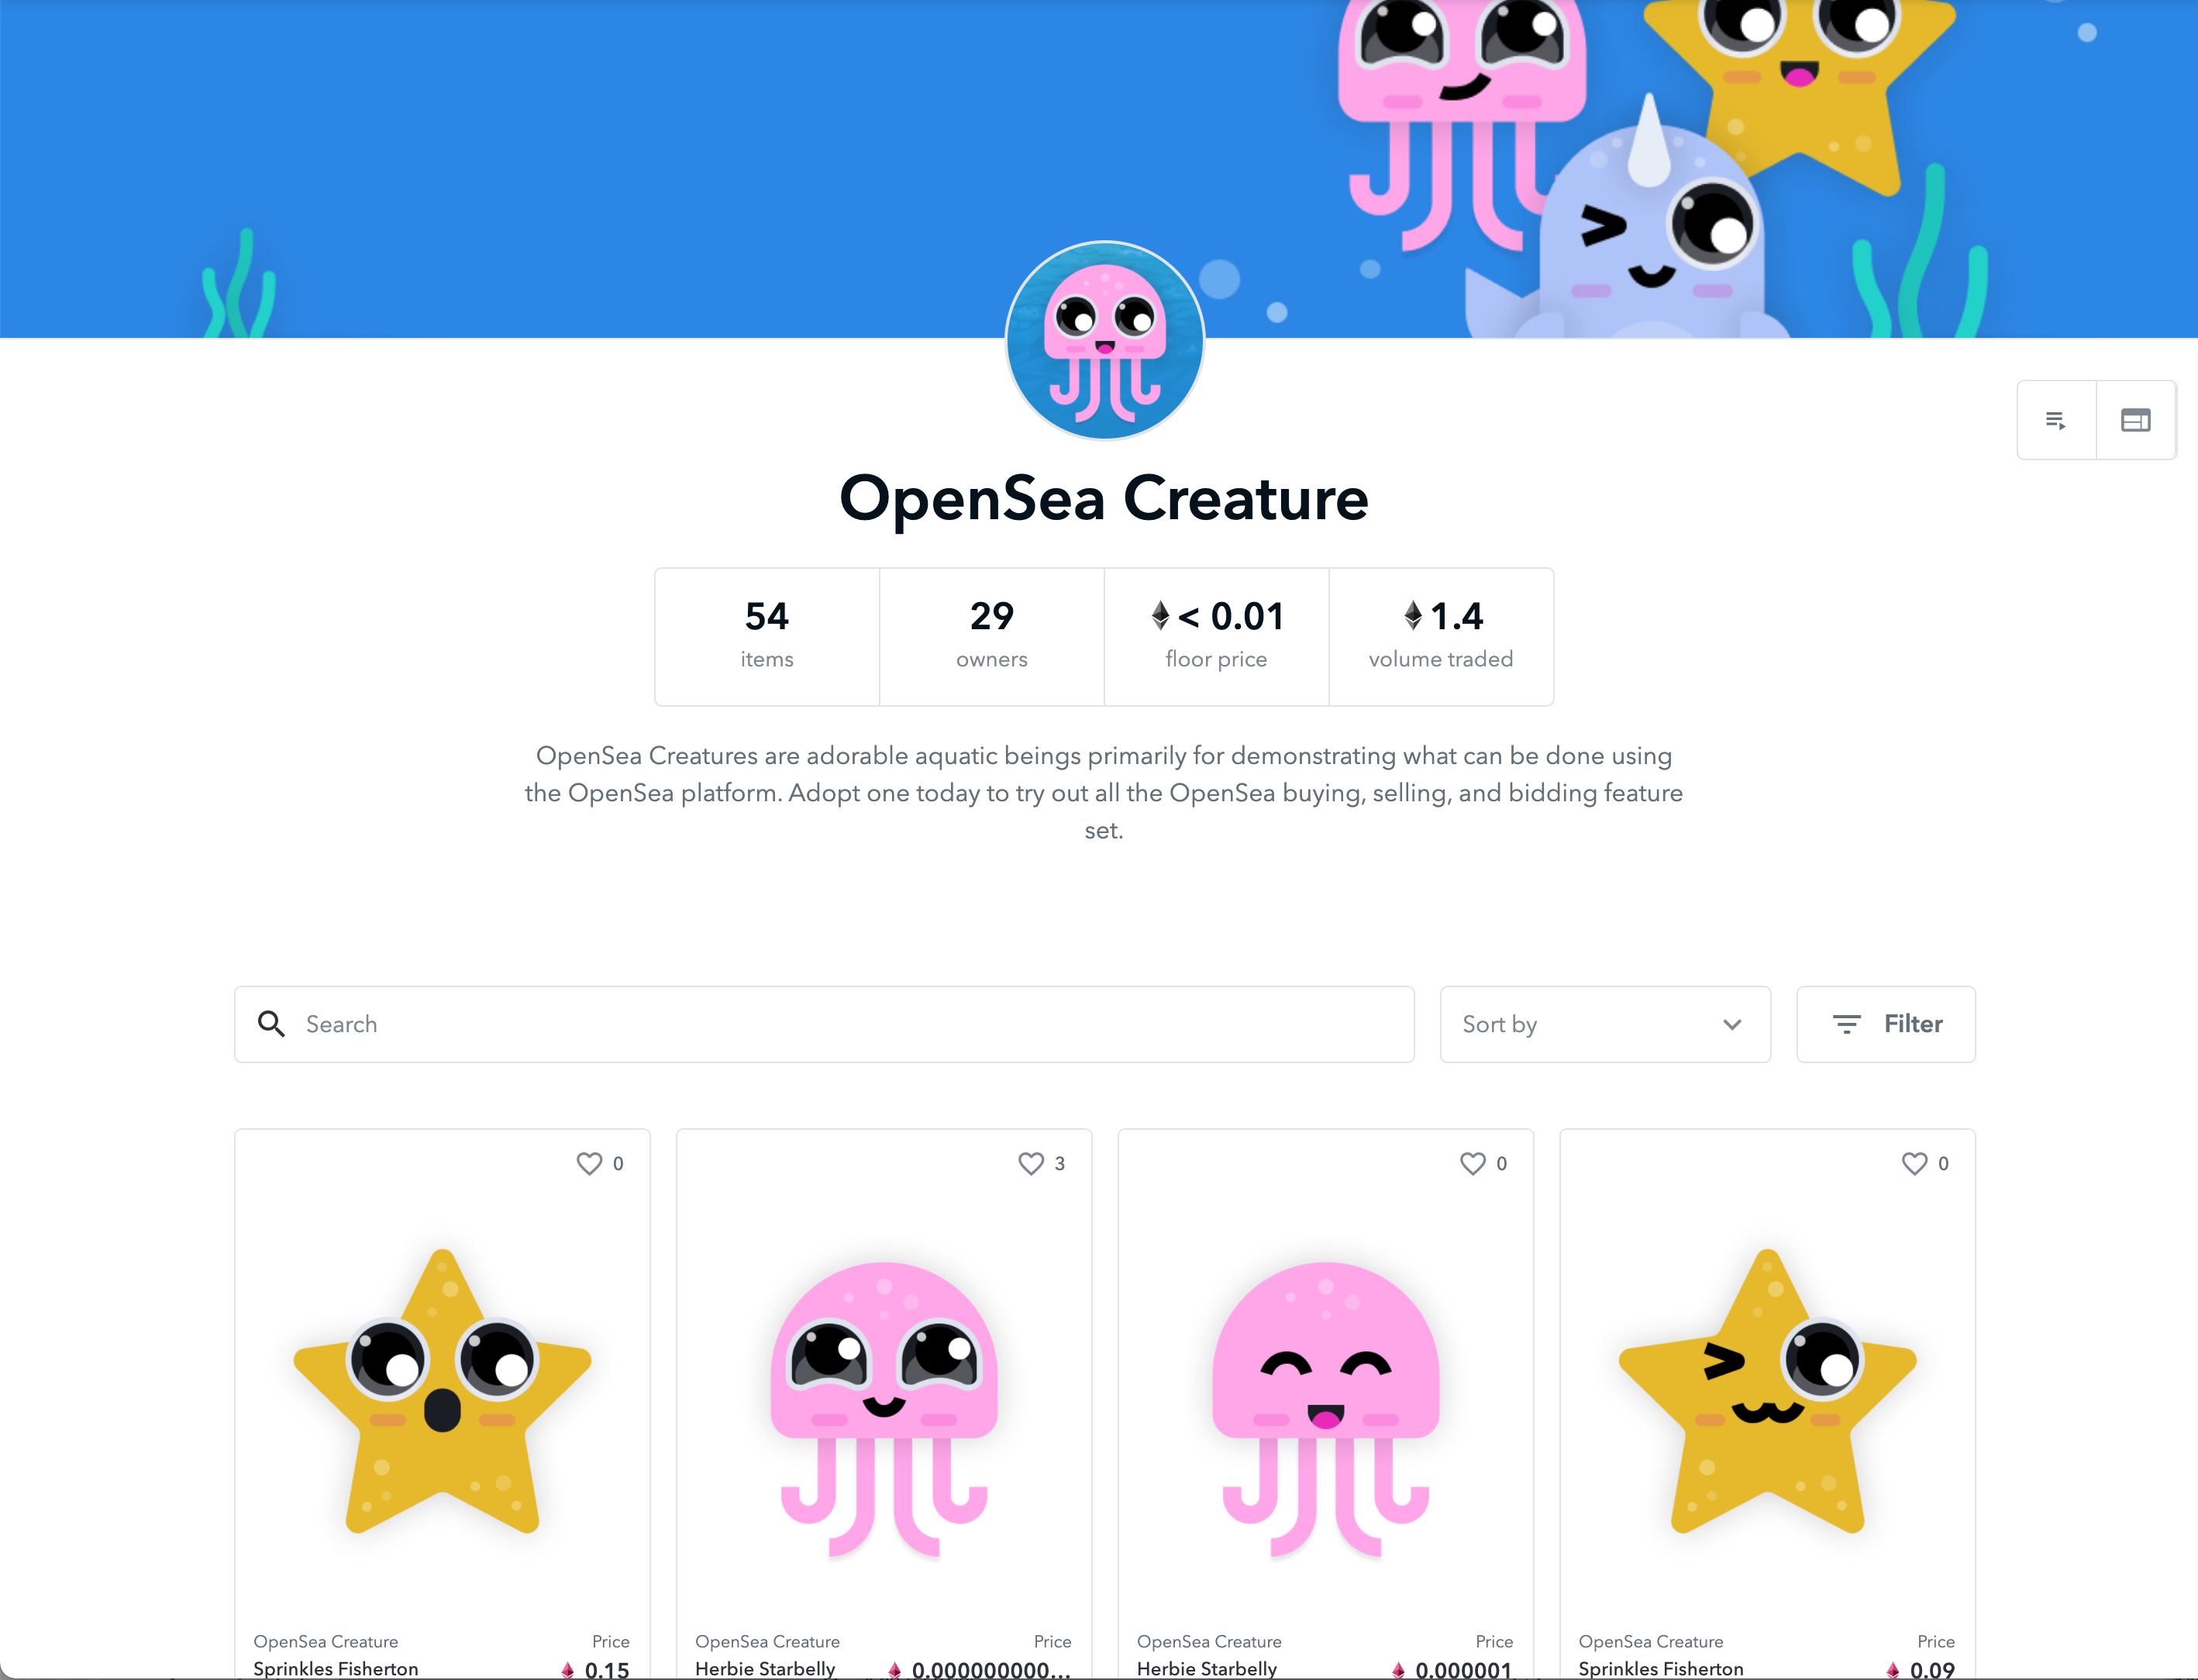 OpenSea Creature
54
items
29
owners
< 0.01
floor price
1.4
volume traded
OpenSea Creatures are adorable aquatic beings primarily for demonstrating what can be done using
the OpenSea platform. Adopt one today to try out all the OpenSea buying, selling, and bidding feature
set.
Search
Sort by
Filter
0
3
0
0
OpenSea Creature Price
Sprinkles Fisherton 0.15
OpenSea Creature Price
Herbie Starbelly 0.000000000...
OpenSea Creature Price
Herbie Starbelly 0.000001
OpenSea Creature Price
Sprinkles Fisherton 0.09